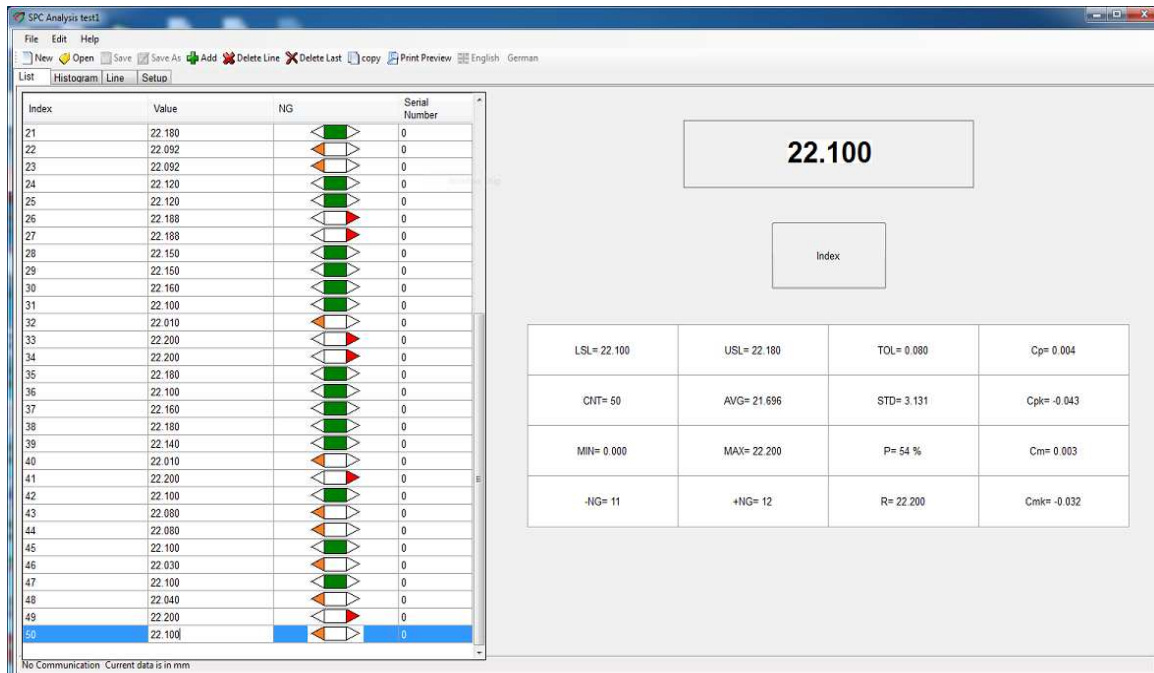 SPC Analysis test1
File Edit Help
New Open Save Save As Add Delete Line Delete Last copy Print Preview English German
List Histogram Line Setup
Index Value NG Serial Number
21 22.180 0
22 22.092 0
23 22.092 0
24 22.120 0
25 22.120 0
26 22.188 0
27 22.188 0
28 22.150 0
29 22.150 0
30 22.160 0
31 22.100 0
32 22.010 0
33 22.200 0
34 22.200 0
35 22.180 0
36 22.100 0
37 22.160 0
38 22.180 0
39 22.140 0
40 22.010 0
41 22.200 0
42 22.100 0
43 22.080 0
44 22.080 0
45 22.100 0
46 22.030 0
47 22.100 0
48 22.040 0
49 22.200 0
50 22.100 0
22.100
Index
LSL= 22.100 USL= 22.180 TOL= 0.080 Cp= 0.004
CNT= 50 AVG= 21.696 STD= 3.131 Cpk= -0.043
MIN= 0.000 MAX= 22.200 P= 54 % Cm= 0.003
-NG= 11 +NG= 12 R= 22.200 Cmk= -0.032
No Communication Current data is in mm